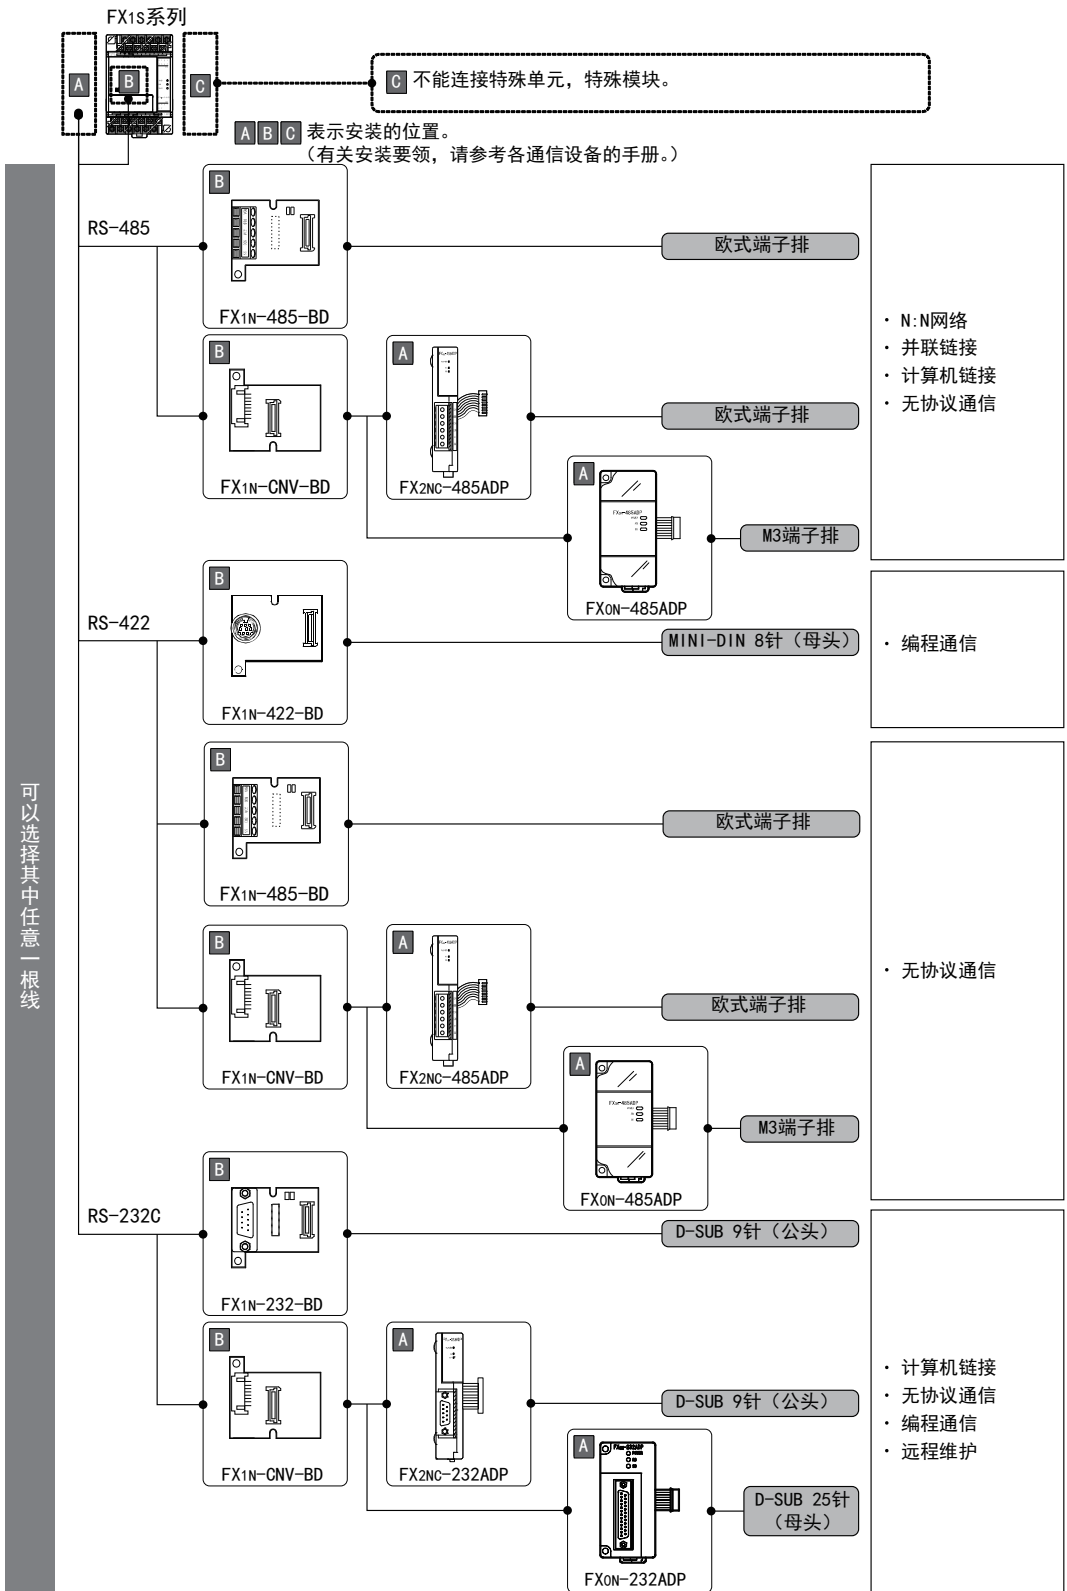 FX1S系列
A
B
C
C 不能连接特殊单元，特殊模块。
A B C 表示安装的位置。
（有关安装要领，请参考各通信设备的手册。）
可以选择其中任意一根线
RS-485
B
FX1N-485-BD
欧式端子排
B
FX1N-CNV-BD
A
FX2NC-485ADP
欧式端子排
A
FX0N-485ADP
M3端子排
· N:N网络
· 并联链接
· 计算机链接
· 无协议通信
RS-422
B
FX1N-422-BD
MINI-DIN 8针（母头）
· 编程通信
B
FX1N-485-BD
欧式端子排
B
FX1N-CNV-BD
A
FX2NC-485ADP
欧式端子排
A
FX0N-485ADP
M3端子排
· 无协议通信
RS-232C
B
FX1N-232-BD
D-SUB 9针（公头）
B
FX1N-CNV-BD
A
FX2NC-232ADP
D-SUB 9针（公头）
A
FX0N-232ADP
D-SUB 25针
（母头）
· 计算机链接
· 无协议通信
· 编程通信
· 远程维护